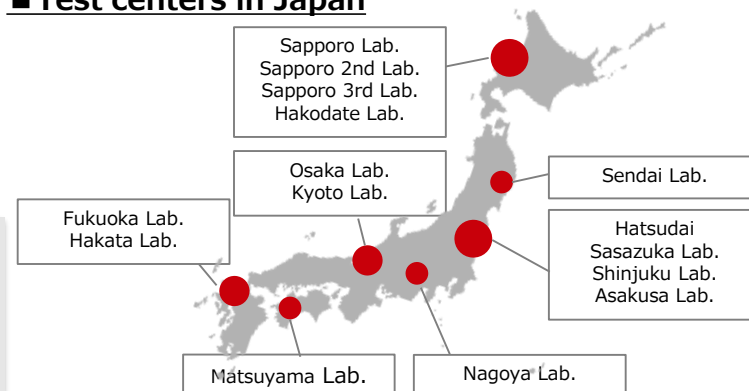 ■ Test centers in Japan
Sapporo Lab.
Sapporo 2nd Lab.
Sapporo 3rd Lab.
Hakodate Lab.
Osaka Lab.
Kyoto Lab.
Sendai Lab.
Fukuoka Lab.
Hakata Lab.
Hatsudai
Sasazuka Lab.
Shinjuku Lab.
Asakusa Lab.
Matsuyama Lab.
Nagoya Lab.